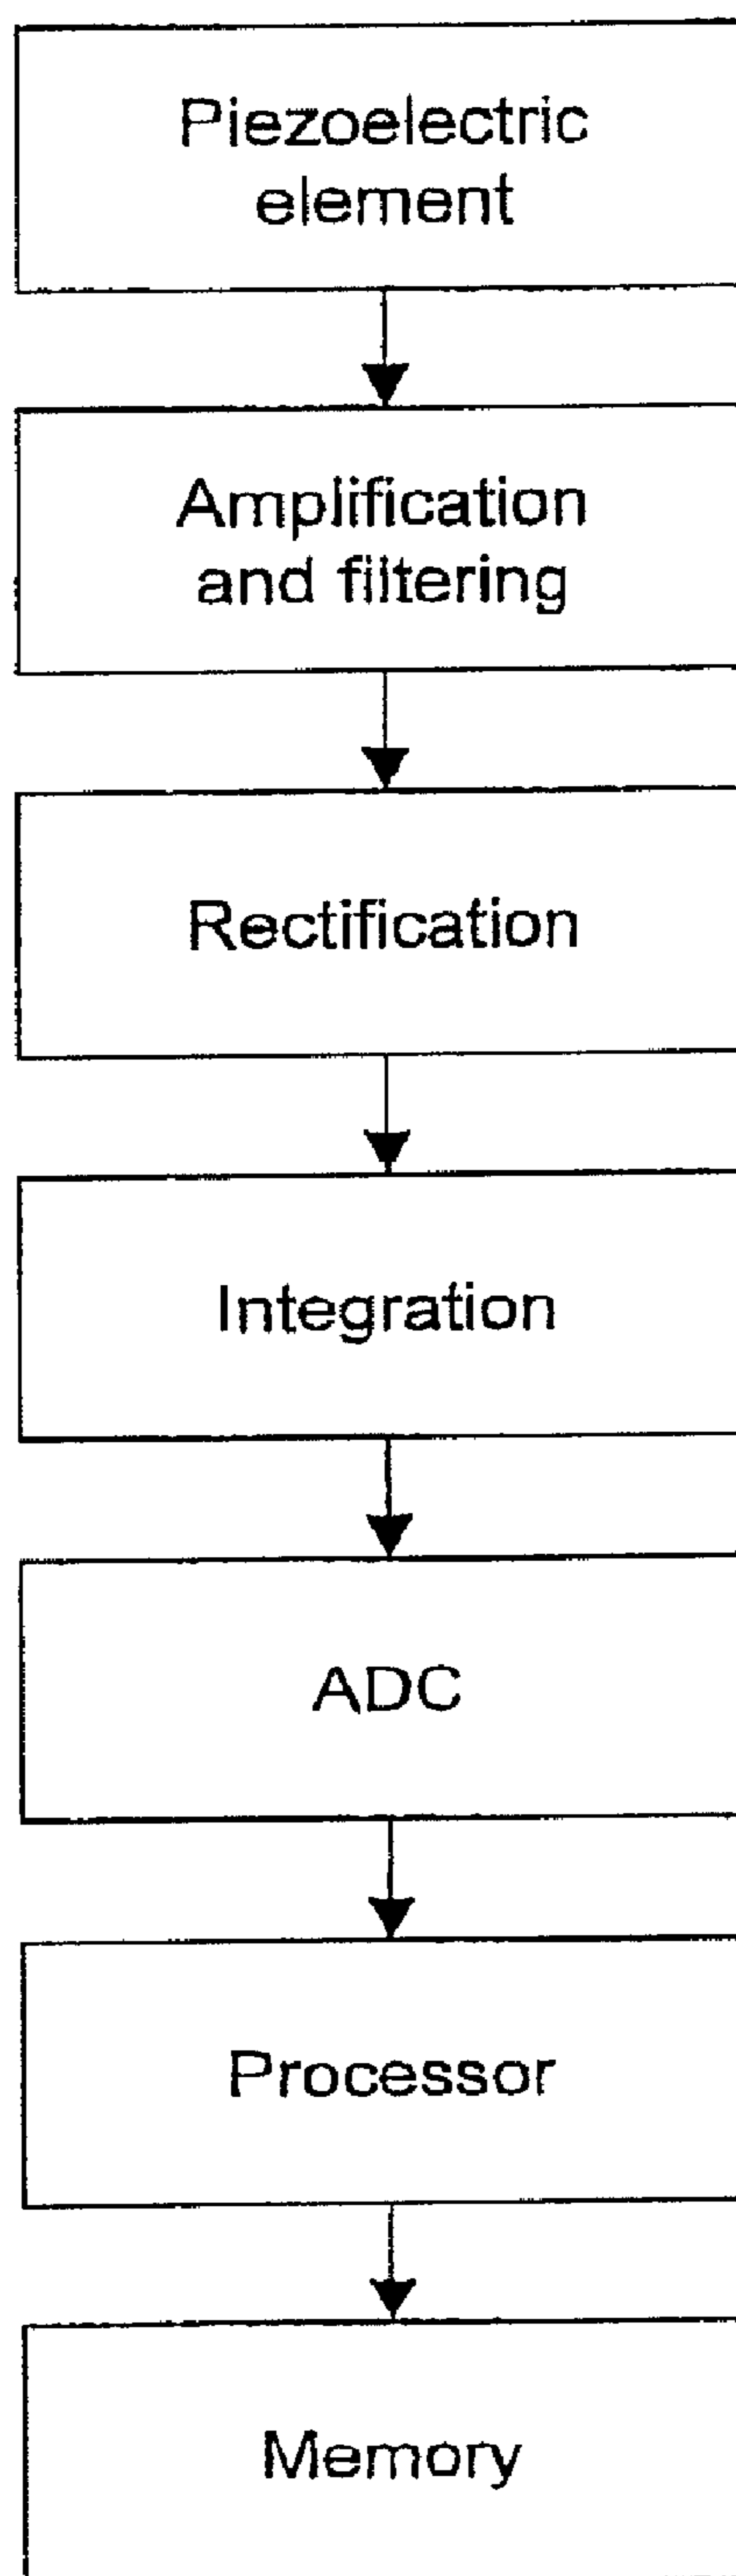 Piezoelectric
element
Amplification
and filtering
Rectification
Integration
ADC
Processor
Memory